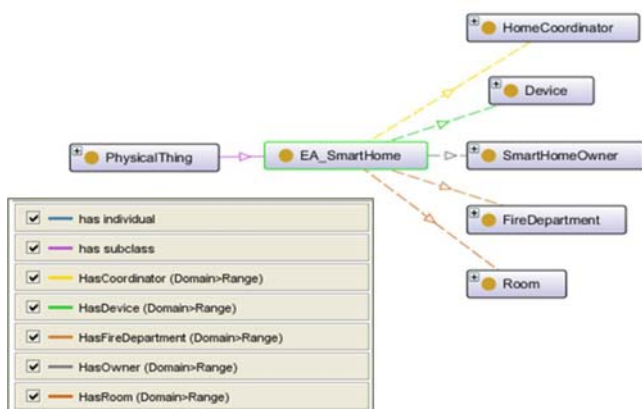 HomeCoordinator
Device
PhysicalThing
EA_SmartHome
SmartHomeOwner
FireDepartment
Room
has individual
has subclass
HasCoordinator (Domain>Range)
HasDevice (Domain>Range)
HasFireDepartment (Domain>Range)
HasOwner (Domain>Range)
HasRoom (Domain>Range)